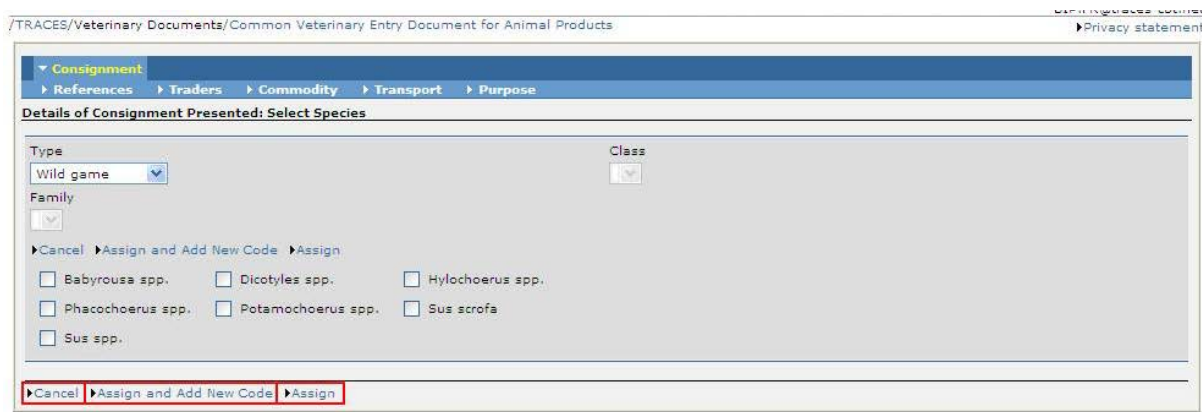 /TRACES/Veterinary Documents/Common Veterinary Entry Document for Animal Products
Privacy statement
Consignment
References Traders Commodity Transport Purpose
Details of Consignment Presented: Select Species
Type Class
Wild game
Family
Cancel Assign and Add New Code Assign
Babyrousa spp. Dicotyles spp. Hylochoerus spp.
Phacochoerus spp. Potamochoerus spp. Sus scrofa
Sus spp.
Cancel Assign and Add New Code Assign